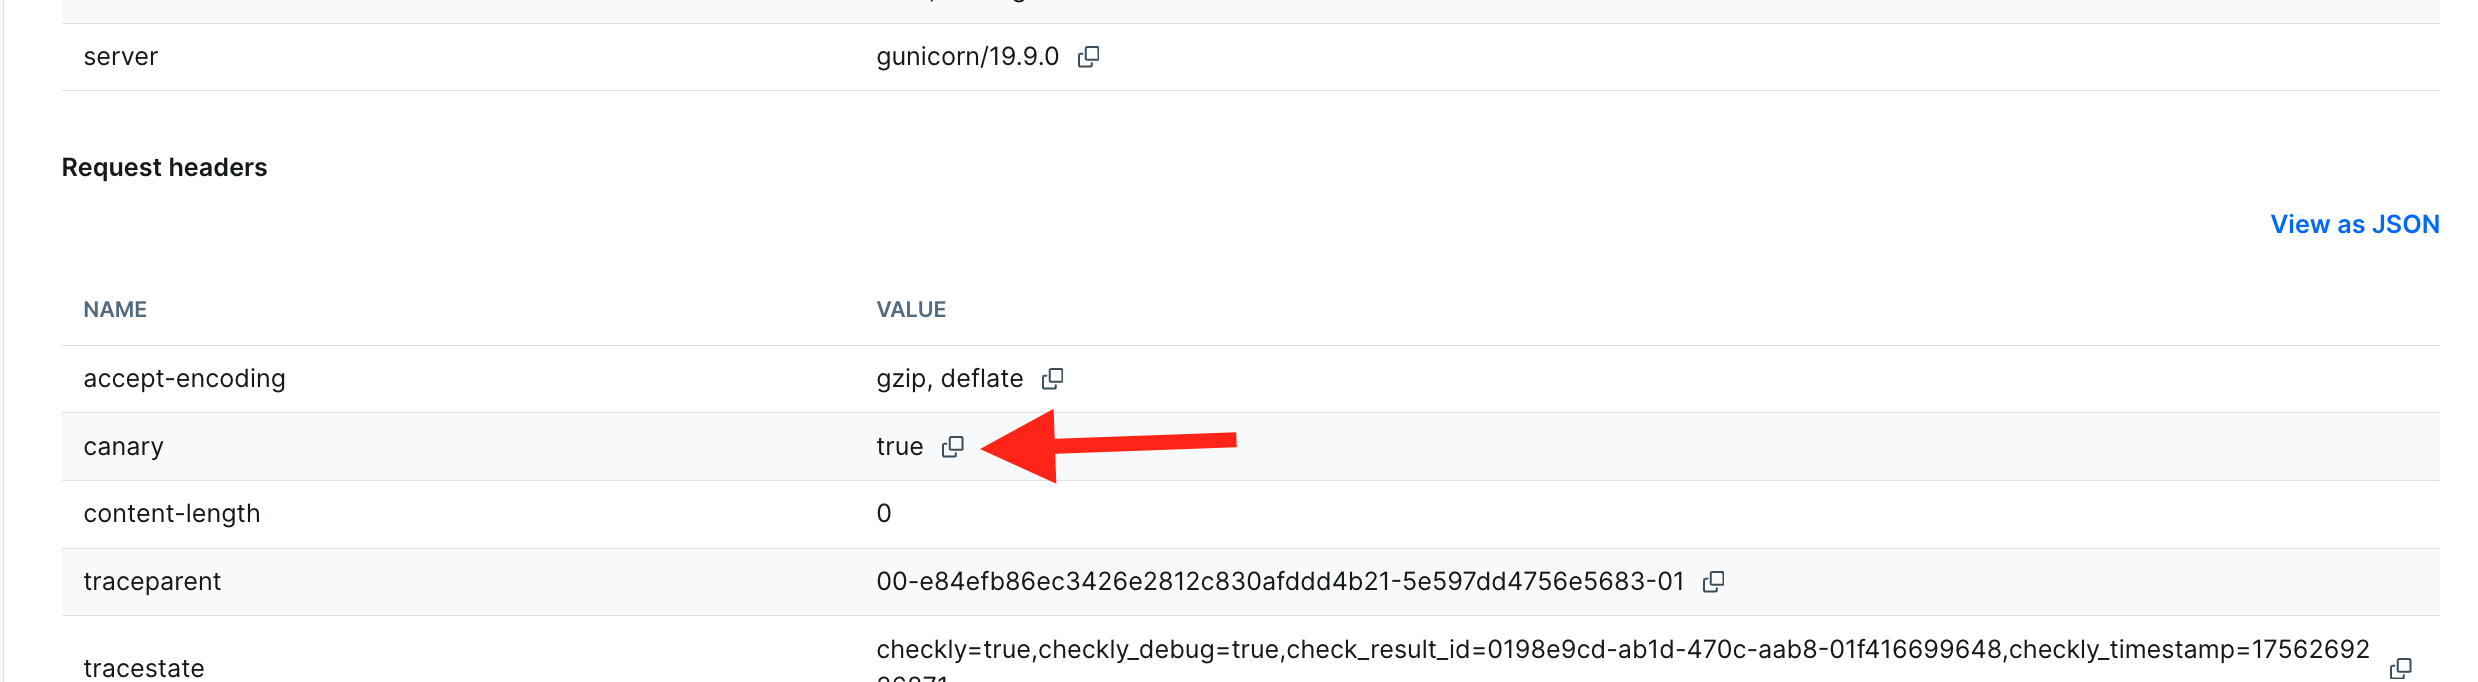 server gunicorn/19.9.0
Request headers
View as JSON
NAME VALUE
accept-encoding gzip, deflate
canary true
content-length 0
traceparent 00-e84efb86ec3426e2812c830afddd4b21-5e597dd4756e5683-01
checkly=true,checkly_debug=true,check_result_id=0198e9cd-ab1d-470c-aab8-01f416699648,checkly_timestamp=17562692
tracestate